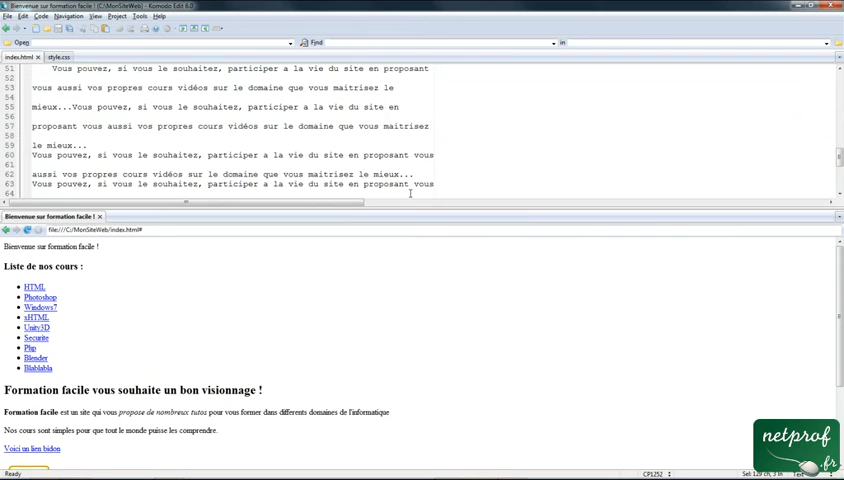 Bienvenue sur formation facile ! (C:\MonSiteWeb) - Komodo Edit 6.0
File Edit Code Navigation View Project Tools Help
Open Find in
index.html style.css
51 Vous pouvez, si vous le souhaitez, participer a la vie du site en proposant
52
53 vous aussi vos propres cours vidéos sur le domaine que vous maitrisez le
54
55 mieux...Vous pouvez, si vous le souhaitez, participer a la vie du site en
56
57 proposant vous aussi vos propres cours vidéos sur le domaine que vous maitrisez
58
59 le mieux...
60 Vous pouvez, si vous le souhaitez, participer a la vie du site en proposant vous
61
62 aussi vos propres cours vidéos sur le domaine que vous maitrisez le mieux...
63 Vous pouvez, si vous le souhaitez, participer a la vie du site en proposant vous
64
Bienvenue sur formation facile !
file:///C:/MonSiteWeb/index.html#
Bienvenue sur formation facile !
Liste de nos cours :
HTML
Photoshop
Windows7
xHTML
Unity3D
Securite
Php
Blender
Blablabla
Formation facile vous souhaite un bon visionnage !
Formation facile est un site qui vous propose de nombreux tutos pour vous former dans differents domaines de l'informatique
Nos cours sont simples pour que tout le monde puisse les comprendre.
Voici un lien bidon
netprof
.fr
Ready CP1252 Sel: 129 ch, 3 ln Text